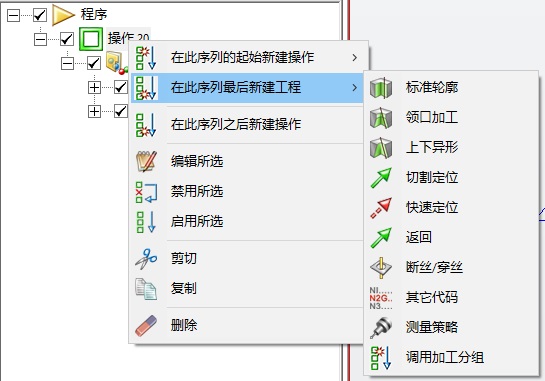 程序
操作 20
在此序列的起始新建操作
在此序列最后新建工程
在此序列之后新建操作
编辑所选
禁用所选
启用所选
剪切
复制
删除
标准轮廓
领口加工
上下异形
切割定位
快速定位
返回
断丝/穿丝
N1.....
N2G...
N3.....
其它代码
测量策略
调用加工分组